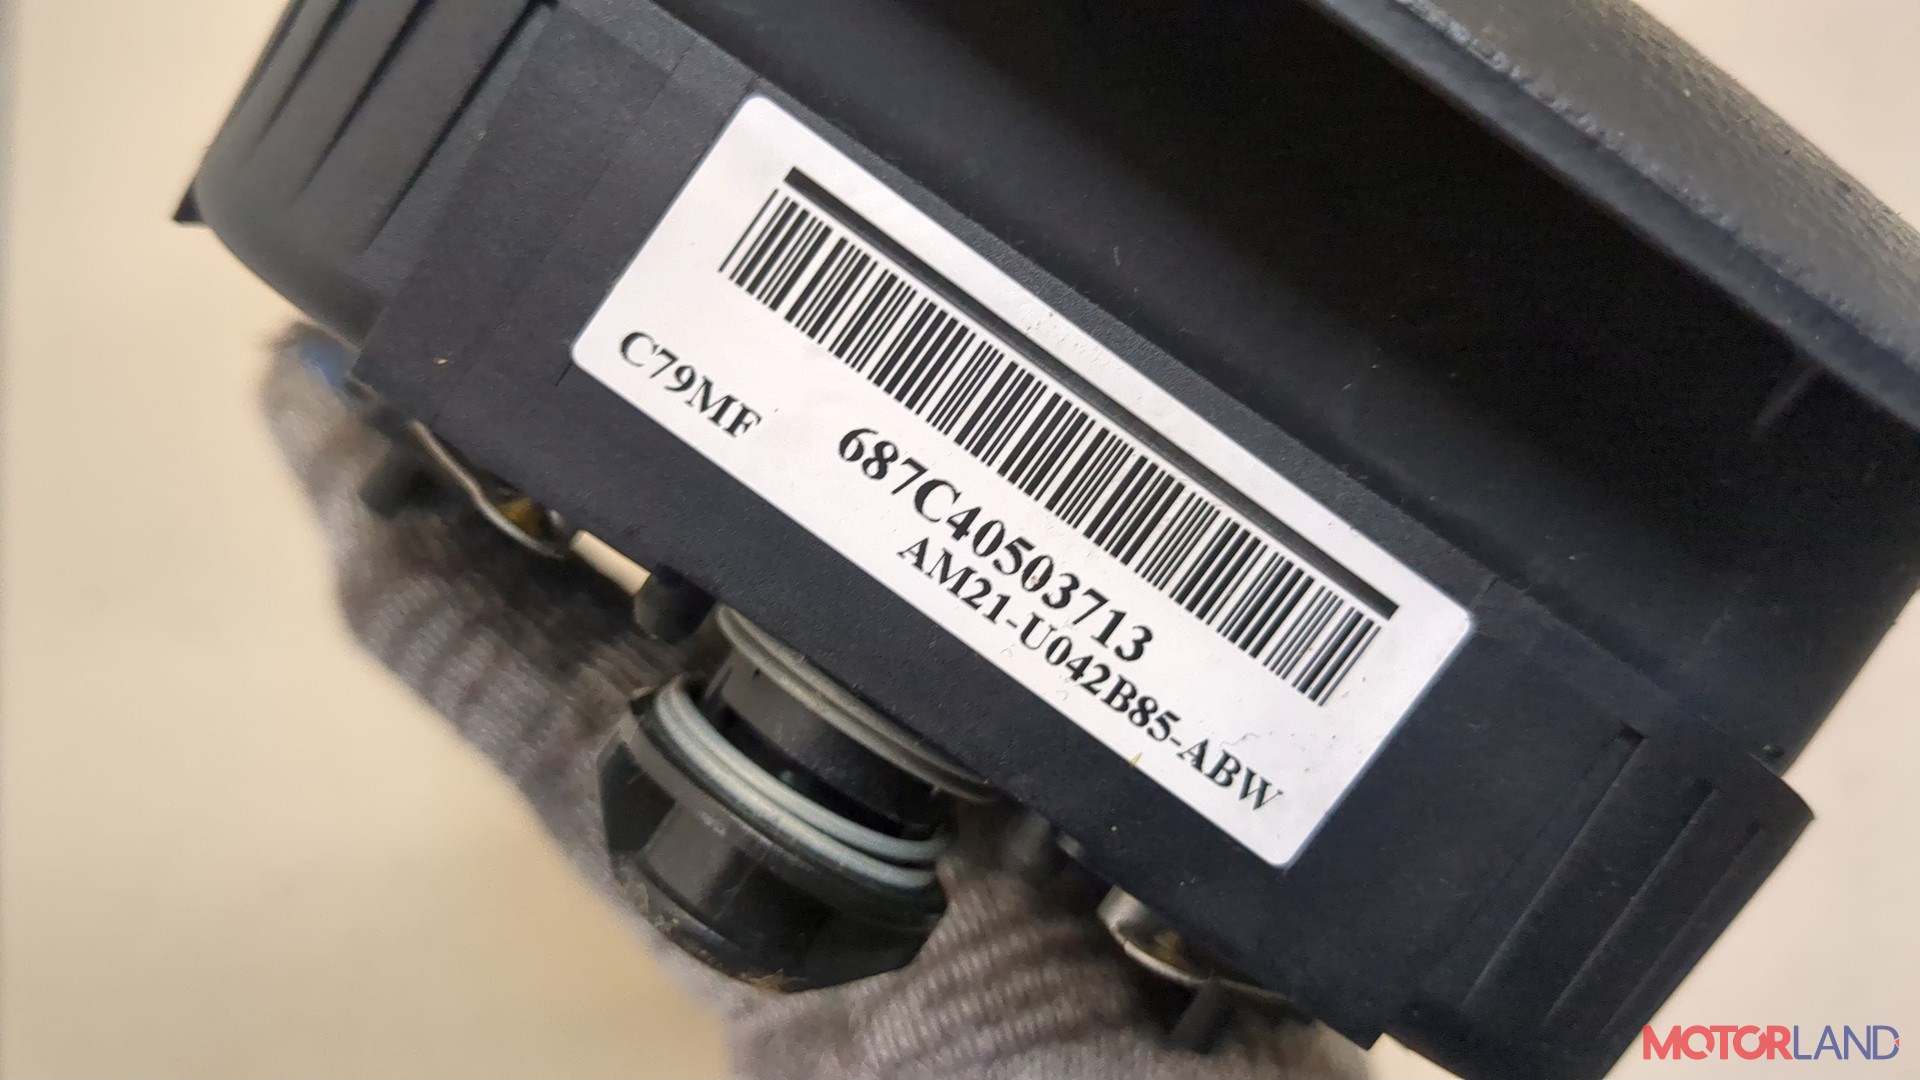 C79MF
687C40503713
AM21-U042B85-ABW
MOTORLAND